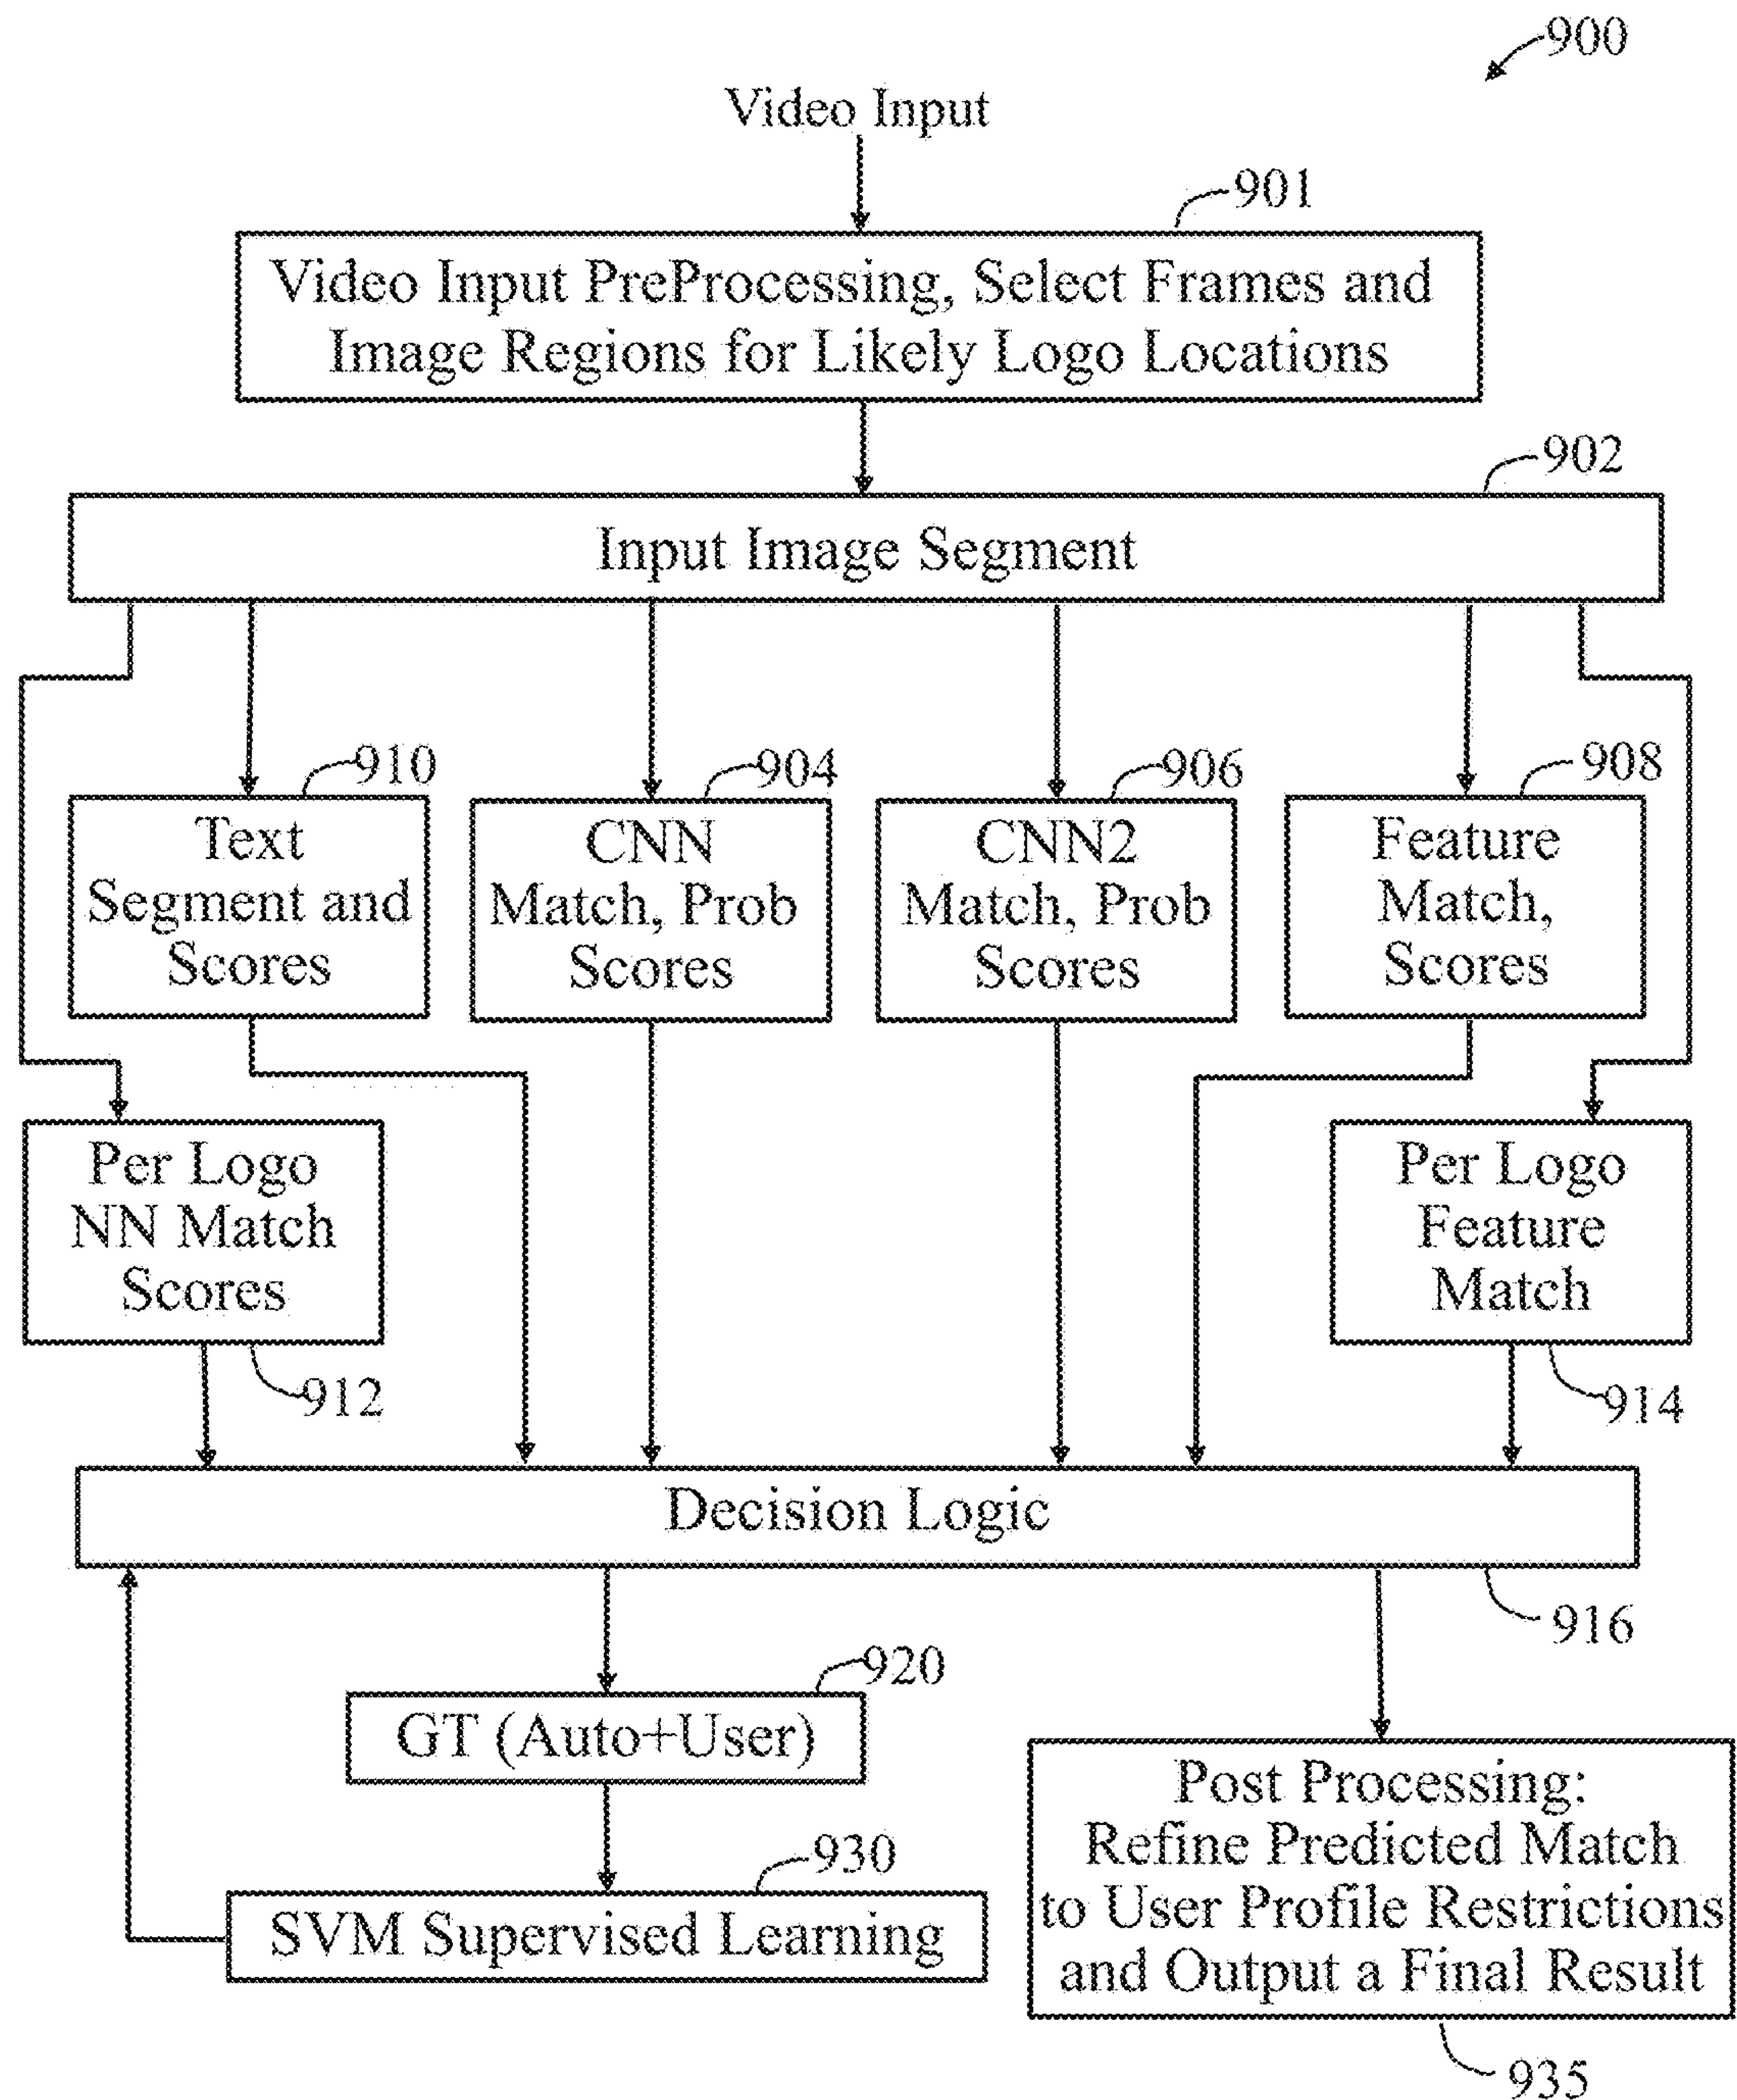 900
Video Input
901
Video Input PreProcessing, Select Frames and
Image Regions for Likely Logo Locations
902
Input Image Segment
910
904
906
908
Text
Segment and
Scores
CNN
Match, Prob
Scores
CNN2
Match, Prob
Scores
Feature
Match,
Scores
Per Logo
NN Match
Scores
912
Per Logo
Feature
Match
914
Decision Logic
916
920
GT (Auto+User)
930
SVM Supervised Learning
Post Processing:
Refine Predicted Match
to User Profile Restrictions
and Output a Final Result
935